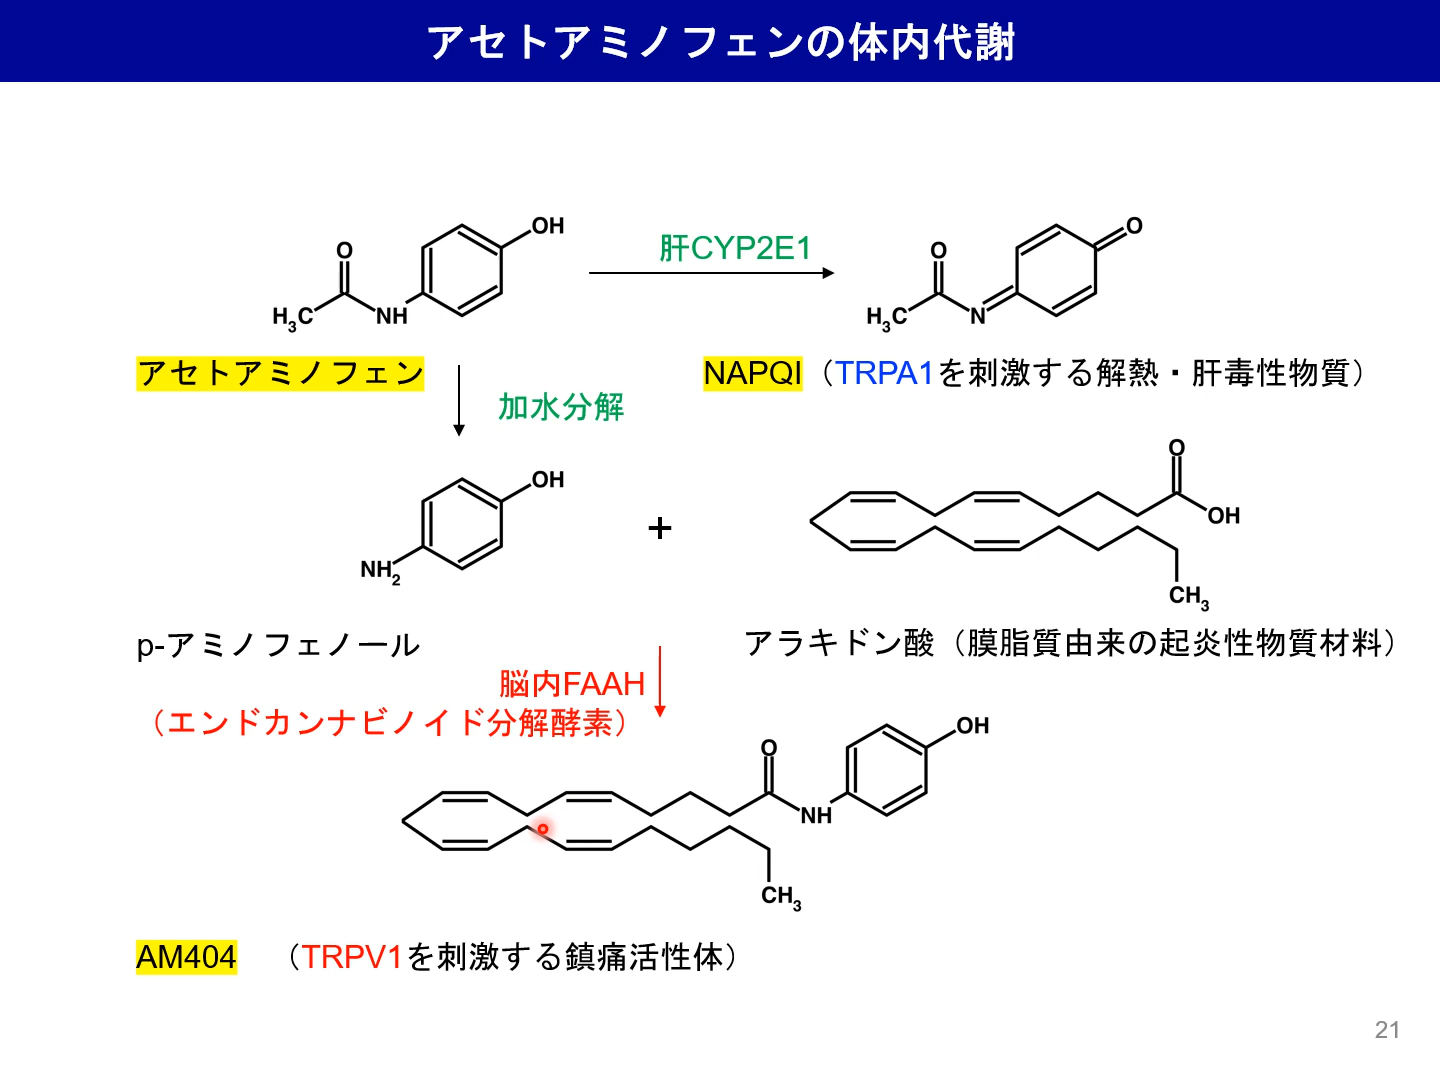 アセトアミノフェンの体内代謝
OH
O
H3C
NH
肝CYP2E1
O
O
H3C
N
アセトアミノフェン
NAPQI（TRPA1を刺激する解熱・肝毒性物質）
加水分解
OH
NH2
+
O
OH
CH3
p-アミノフェノール
アラキドン酸（膜脂質由来の起炎性物質材料）
脳内FAAH
（エンドカンナビノイド分解酵素）
O
NH
OH
CH3
AM404 （TRPV1を刺激する鎮痛活性体）
21